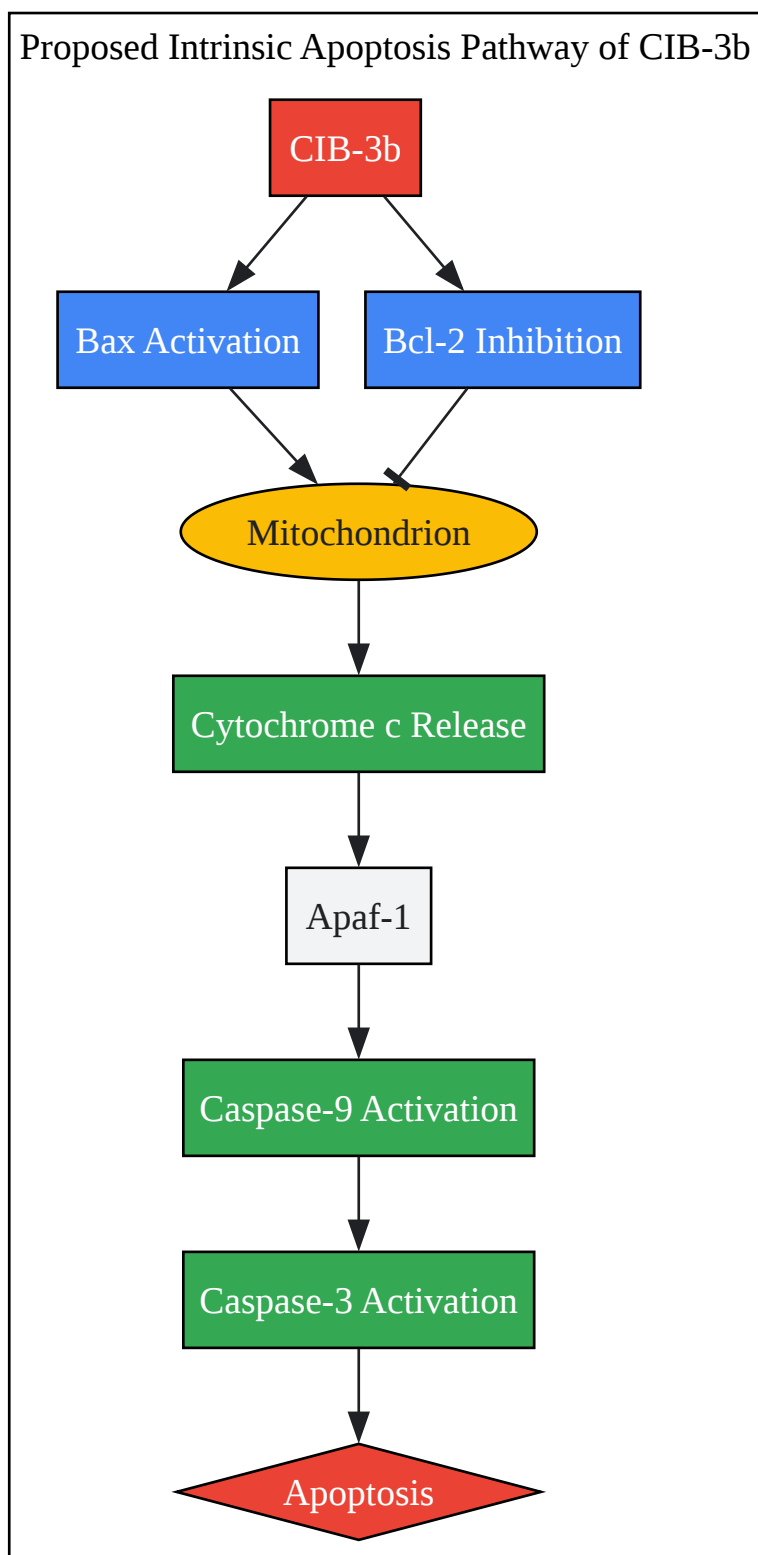 Proposed Intrinsic Apoptosis Pathway of CIB-3b
CIB-3b
Bax Activation
Bcl-2 Inhibition
Mitochondrion
Cytochrome c Release
Apaf-1
Caspase-9 Activation
Caspase-3 Activation
Apoptosis